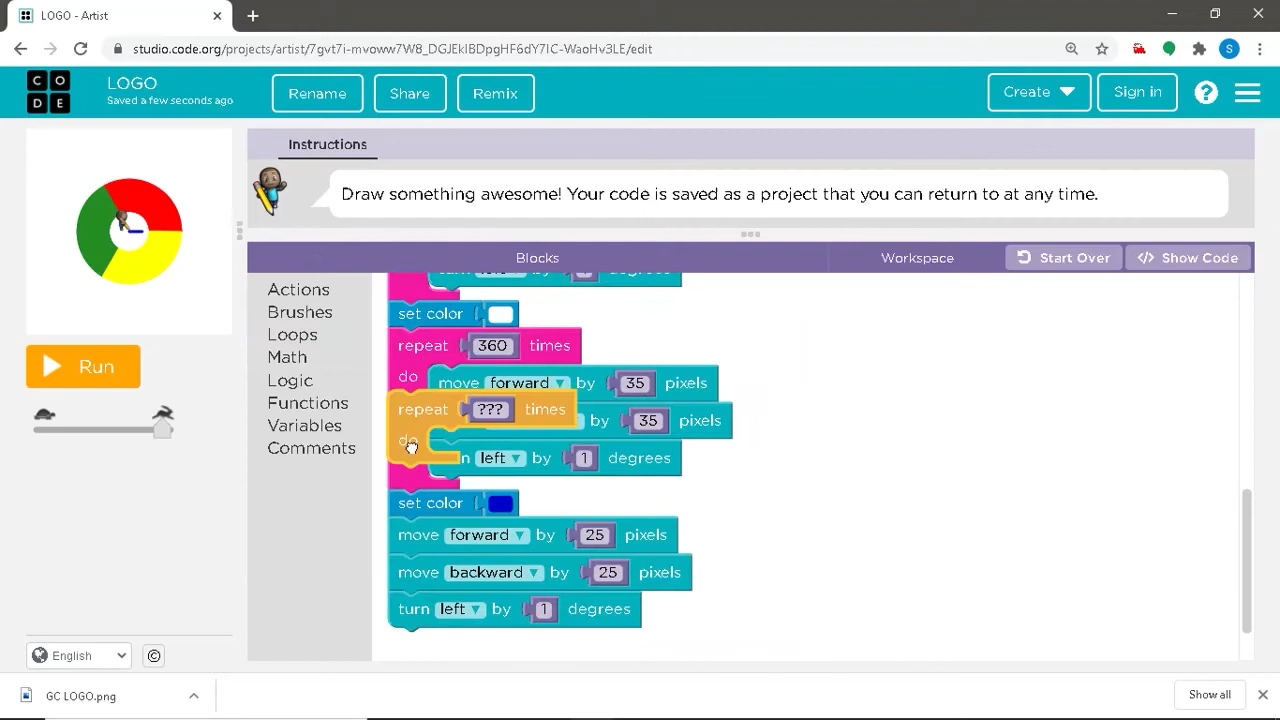 LOGO - Artist
studio.code.org/projects/artist/7gvt7i-mvoww7W8_DGJEkIBDpgHF6dY7IC-WaoHv3LE/edit
S
C O
D E
LOGO
Saved a few seconds ago
Rename
Share
Remix
Create
Sign in
?
Instructions
Draw something awesome! Your code is saved as a project that you can return to at any time.
Blocks
Workspace
Start Over
</> Show Code
Actions
Brushes
Loops
Math
Logic
Functions
Variables
Comments
Run
by degrees
set color
repeat 360 times
do move forward by 35 pixels
repeat ??? times
by 35 pixels
do
n left by 1 degrees
set color
move forward by 25 pixels
move backward by 25 pixels
turn left by 1 degrees
English
©
GC LOGO.png
Show all